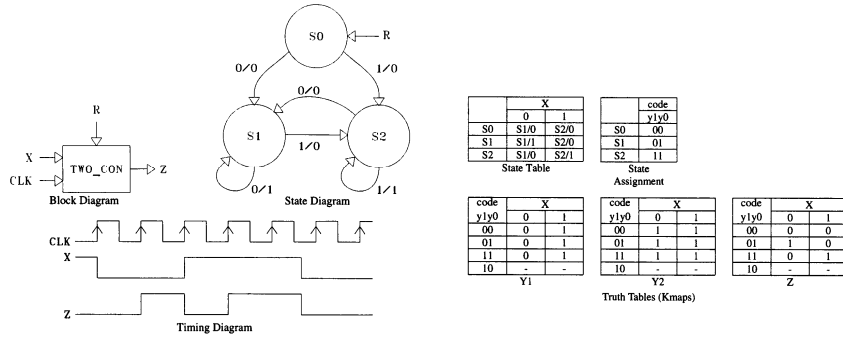 S0
R
0/0
1/0
0/0
R
S1
S2
1/0
X
TWO_CON
Z
CLK
0/1
1/1
Block Diagram
State Diagram
CLK
X
Z
Timing Diagram
X
0 1
S0 S1/0 S2/0
S1 S1/1 S2/0
S2 S1/0 S2/1
State Table
code
y1y0
S0 00
S1 01
S2 11
State
Assignment
code X
y1y0 0 1
00 0 1
01 0 1
11 0 1
10 - -
Y1
code X
y1y0 0 1
00 1 1
01 1 1
11 1 1
10 - -
Y2
code X
y1y0 0 1
00 0 0
01 1 0
11 0 1
10 - -
Z
Truth Tables (Kmaps)